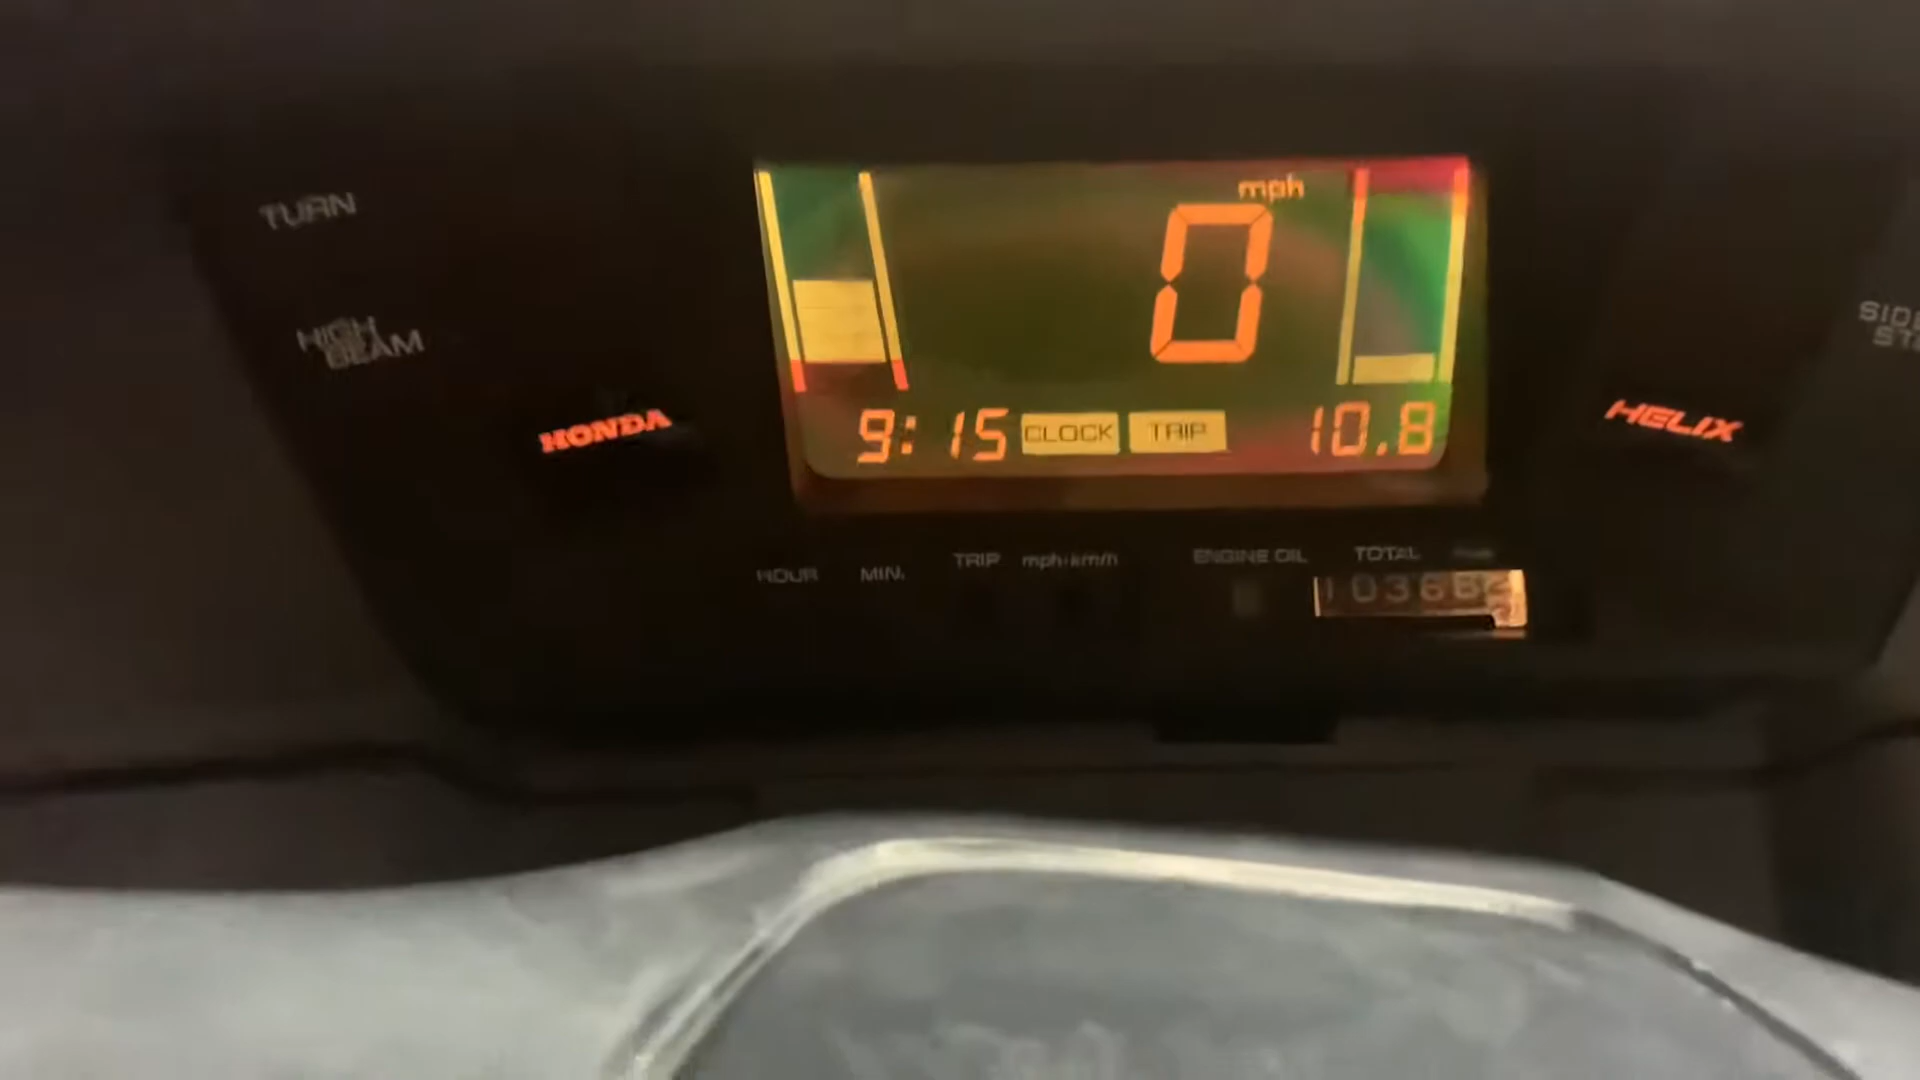 TURN
HIGH
BEAM
HONDA
mph
0
9:15 CLOCK TRIP 10.8
HELIX
HOUR MIN. TRIP mph·km/h ENGINE OIL TOTAL